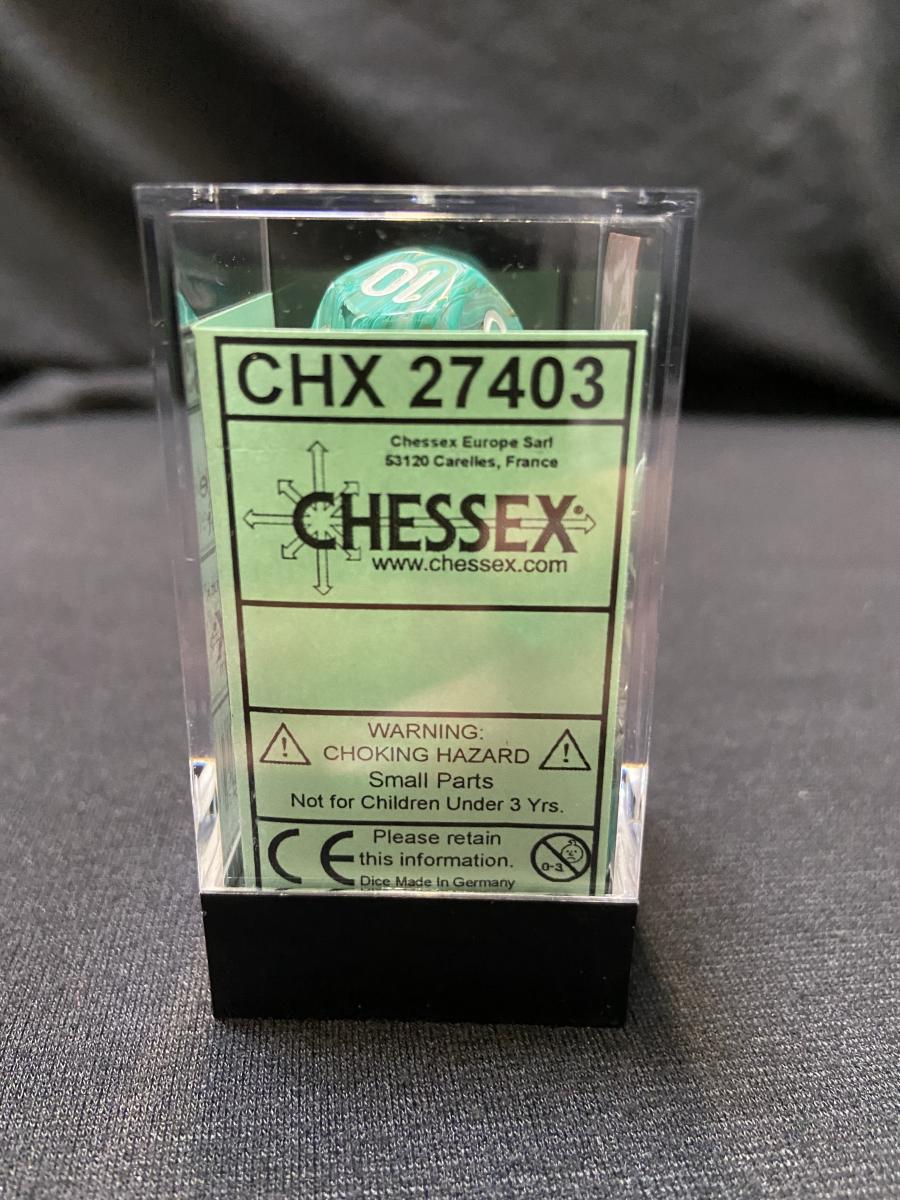 10
CHX 27403
Chessex Europe Sarl
53120 Carelles, France
CHESSEX®
www.chessex.com
WARNING:
CHOKING HAZARD
Small Parts
Not for Children Under 3 Yrs.
CE
Please retain
this information.
0-3
Dice Made In Germany